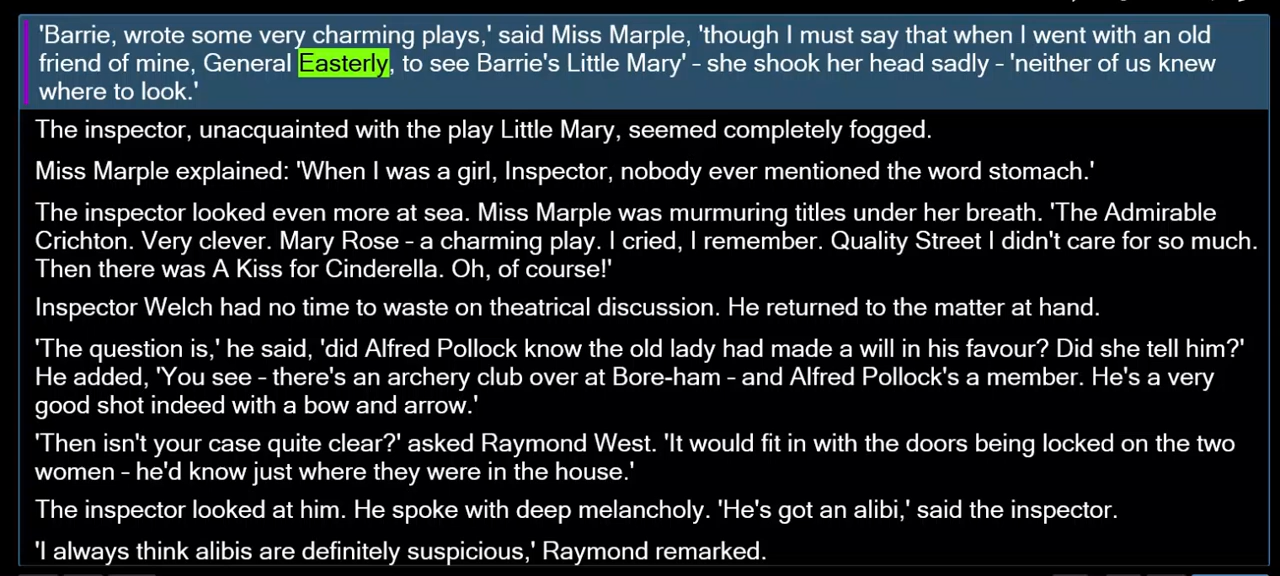 'Barrie, wrote some very charming plays,' said Miss Marple, 'though I must say that when I went with an old
friend of mine, General Easterly, to see Barrie's Little Mary' – she shook her head sadly – 'neither of us knew
where to look.'
The inspector, unacquainted with the play Little Mary, seemed completely fogged.
Miss Marple explained: 'When I was a girl, Inspector, nobody ever mentioned the word stomach.'
The inspector looked even more at sea. Miss Marple was murmuring titles under her breath. 'The Admirable
Crichton. Very clever. Mary Rose – a charming play. I cried, I remember. Quality Street I didn't care for so much.
Then there was A Kiss for Cinderella. Oh, of course!'
Inspector Welch had no time to waste on theatrical discussion. He returned to the matter at hand.
'The question is,' he said, 'did Alfred Pollock know the old lady had made a will in his favour? Did she tell him?'
He added, 'You see – there's an archery club over at Bore-ham – and Alfred Pollock's a member. He's a very
good shot indeed with a bow and arrow.'
'Then isn't your case quite clear?' asked Raymond West. 'It would fit in with the doors being locked on the two
women – he'd know just where they were in the house.'
The inspector looked at him. He spoke with deep melancholy. 'He's got an alibi,' said the inspector.
'I always think alibis are definitely suspicious,' Raymond remarked.